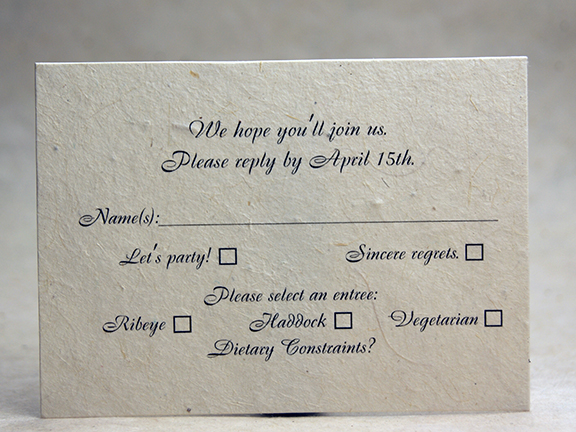 We hope you'll join us.
Please reply by April 15th.
Name(s):
Let's party! Sincere regrets.
Please select an entree:
Ribeye Haddock Vegetarian
Dietary Constraints?